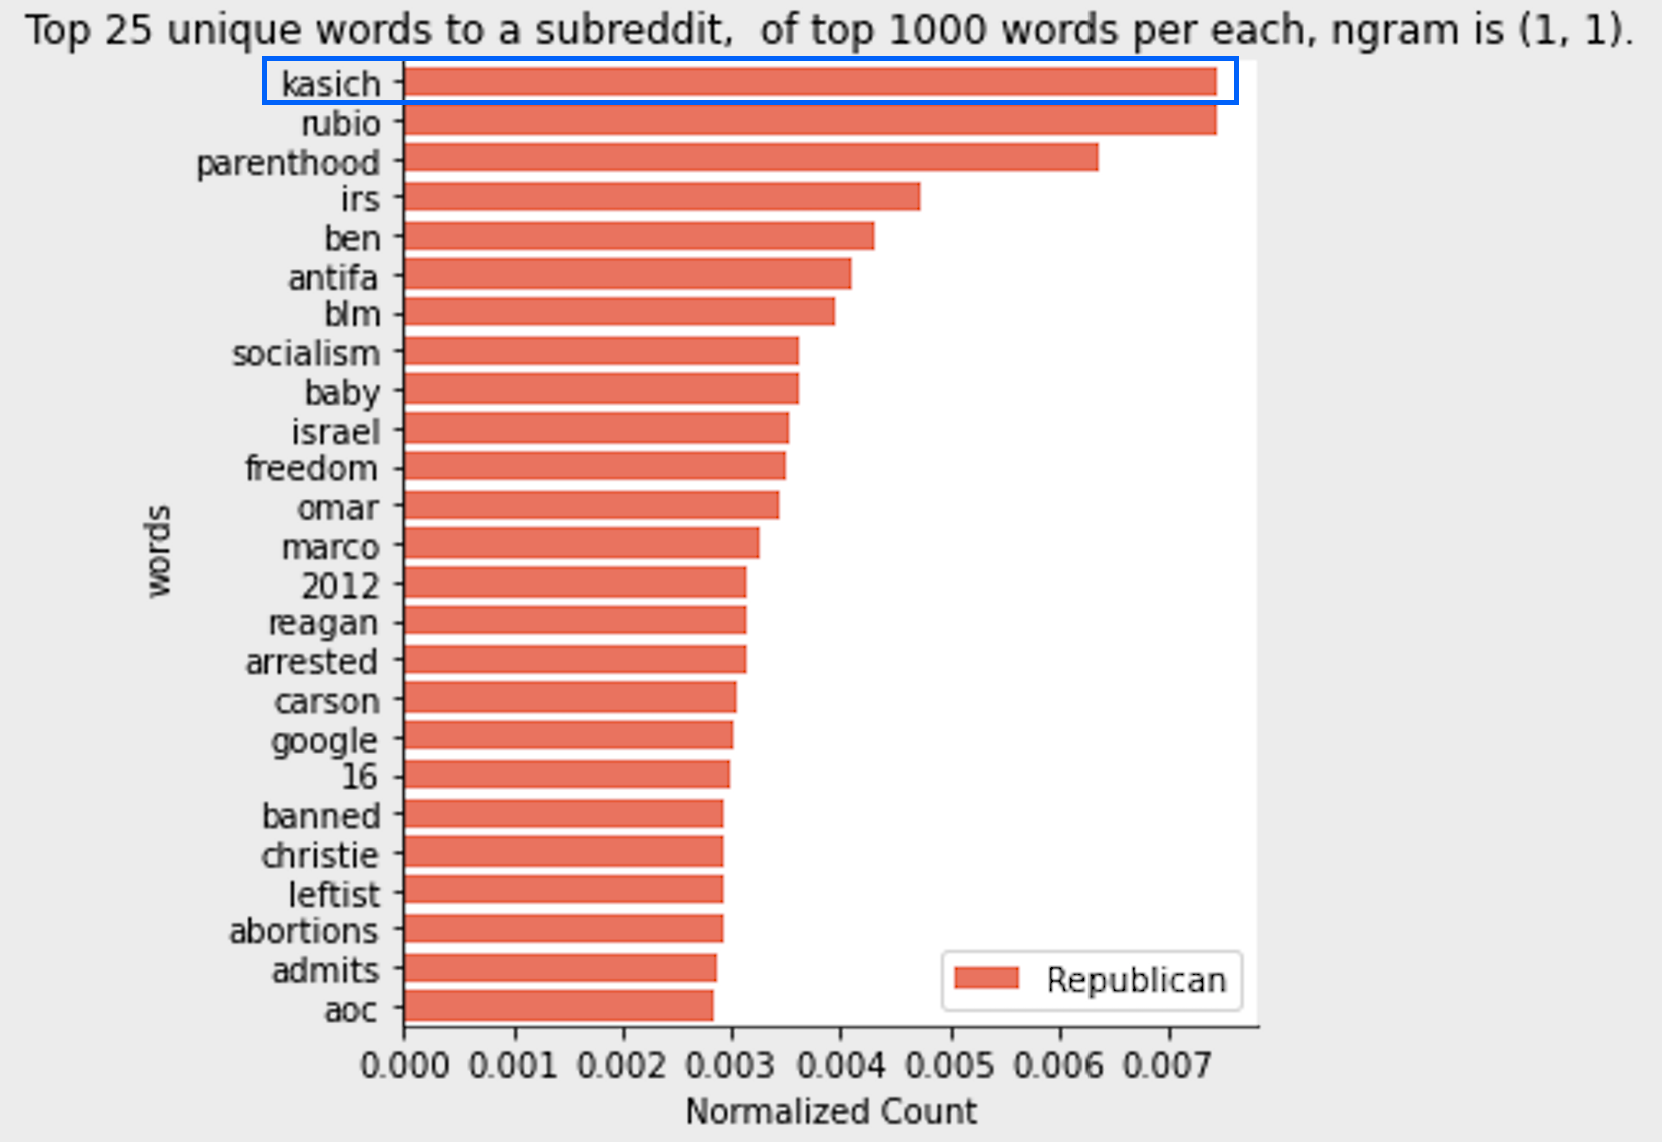 Top 25 unique words to a subreddit,  of top 1000 words per each, ngram is (1, 1).
kasich
rubio
parenthood
irs
ben
antifa
blm
socialism
baby
israel
freedom
omar
marco
2012
reagan
arrested
carson
google
16
banned
christie
leftist
abortions
admits
aoc
words
Republican
0.000 0.001 0.002 0.003 0.004 0.005 0.006 0.007
Normalized Count